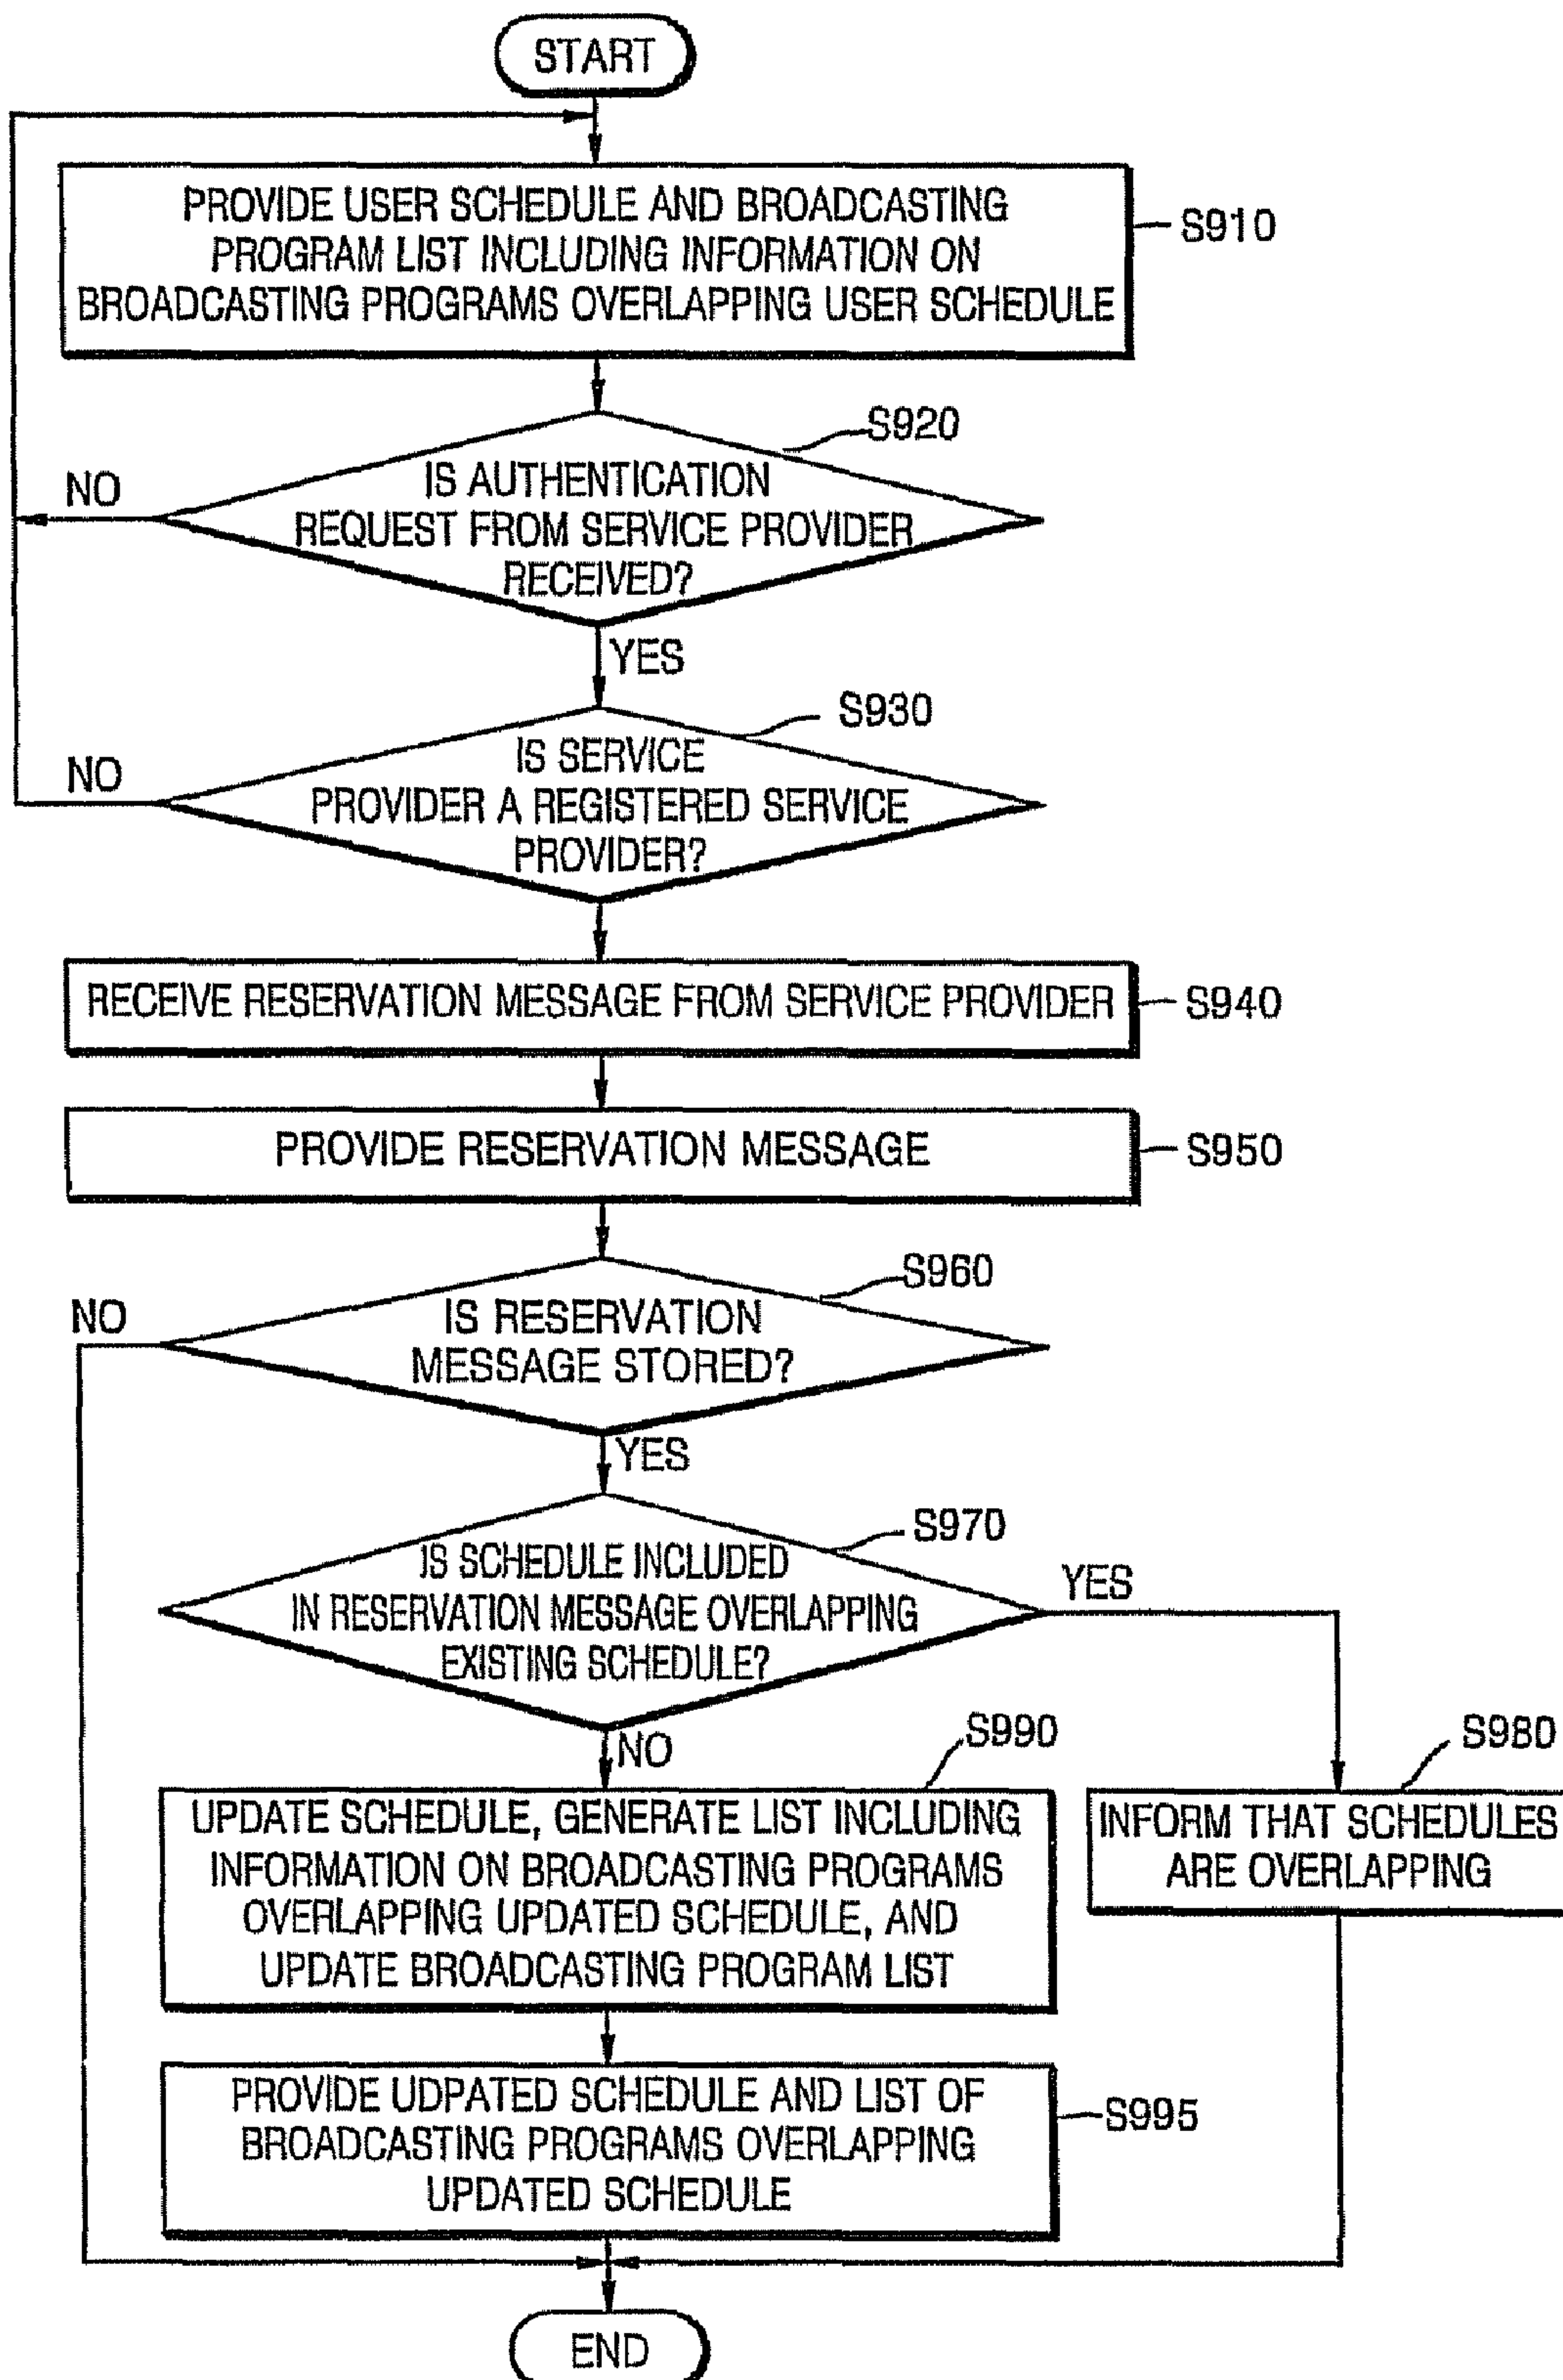 START
PROVIDE USER SCHEDULE AND BROADCASTING
PROGRAM LIST INCLUDING INFORMATION ON
BROADCASTING PROGRAMS OVERLAPPING USER SCHEDULE
S910
S920
IS AUTHENTICATION
REQUEST FROM SERVICE PROVIDER
RECEIVED?
NO
YES
S930
IS SERVICE
PROVIDER A REGISTERED SERVICE
PROVIDER?
NO
RECEIVE RESERVATION MESSAGE FROM SERVICE PROVIDER
S940
PROVIDE RESERVATION MESSAGE
S950
S960
IS RESERVATION
MESSAGE STORED?
NO
YES
S970
IS SCHEDULE INCLUDED
IN RESERVATION MESSAGE OVERLAPPING
EXISTING SCHEDULE?
YES
NO
S990
UPDATE SCHEDULE, GENERATE LIST INCLUDING
INFORMATION ON BROADCASTING PROGRAMS
OVERLAPPING UPDATED SCHEDULE, AND
UPDATE BROADCASTING PROGRAM LIST
S980
INFORM THAT SCHEDULES
ARE OVERLAPPING
PROVIDE UDPATED SCHEDULE AND LIST OF
BROADCASTING PROGRAMS OVERLAPPING
UPDATED SCHEDULE
S995
END